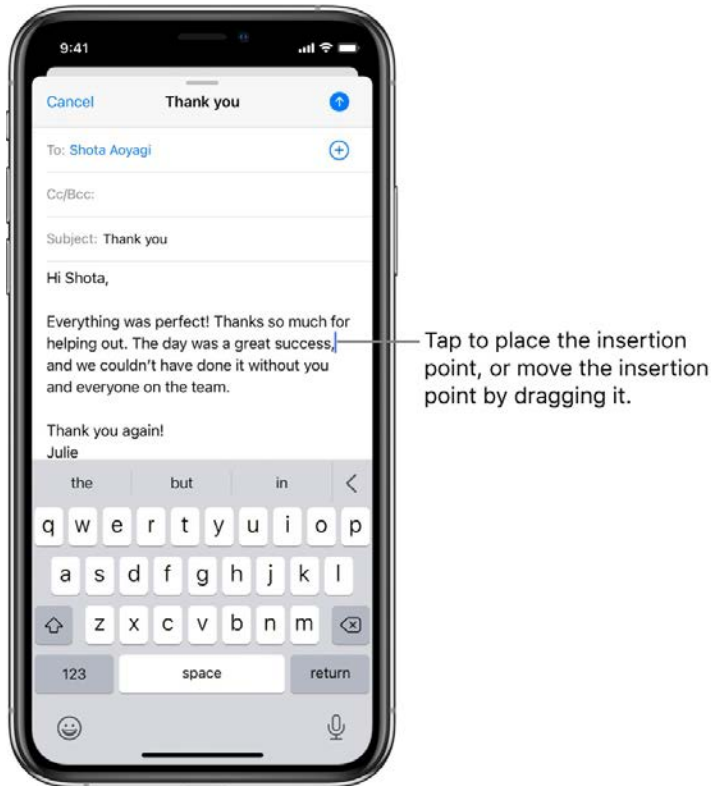 9:41
Cancel
Thank you
To: Shota Aoyagi
Cc/Bcc:
Subject: Thank you
Hi Shota,
Everything was perfect! Thanks so much for
helping out. The day was a great success,
and we couldn't have done it without you
and everyone on the team.
Thank you again!
Julie
Tap to place the insertion
point, or move the insertion
point by dragging it.
the but in
q w e r t y u i o p
a s d f g h j k l
z x c v b n m
123 space return